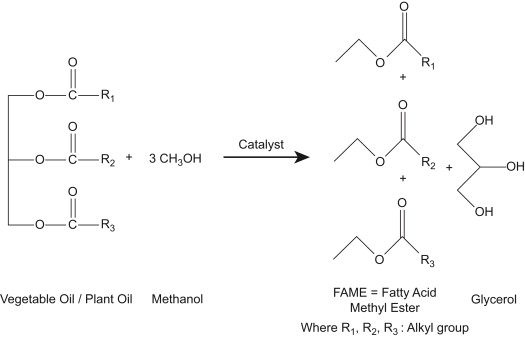 O
O C R₁
O
O C R₂ + 3 CH₃OH
O
O C R₃
Catalyst
O
O R₁
+
O
O R₂ +
+
O
O R₃
OH
OH
OH
Vegetable Oil / Plant Oil Methanol
FAME = Fatty Acid
Methyl Ester
Glycerol
Where R₁, R₂, R₃ : Alkyl group